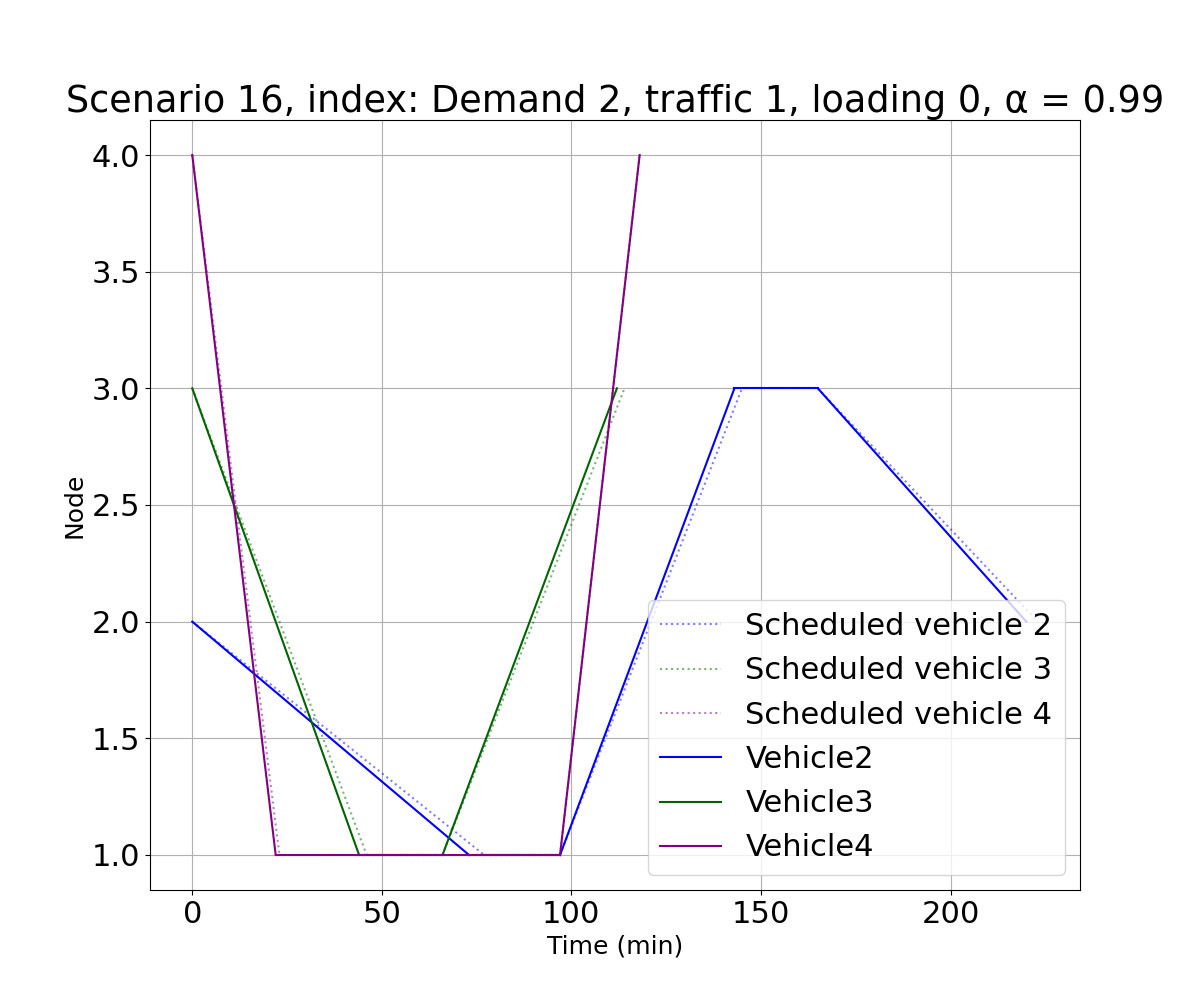 Scenario 16, index: Demand 2, traffic 1, loading 0, α = 0.99
4.0
3.5
3.0
2.5
2.0
1.5
1.0
Node
Scheduled vehicle 2
Scheduled vehicle 3
Scheduled vehicle 4
Vehicle2
Vehicle3
Vehicle4
0 50 100 150 200
Time (min)